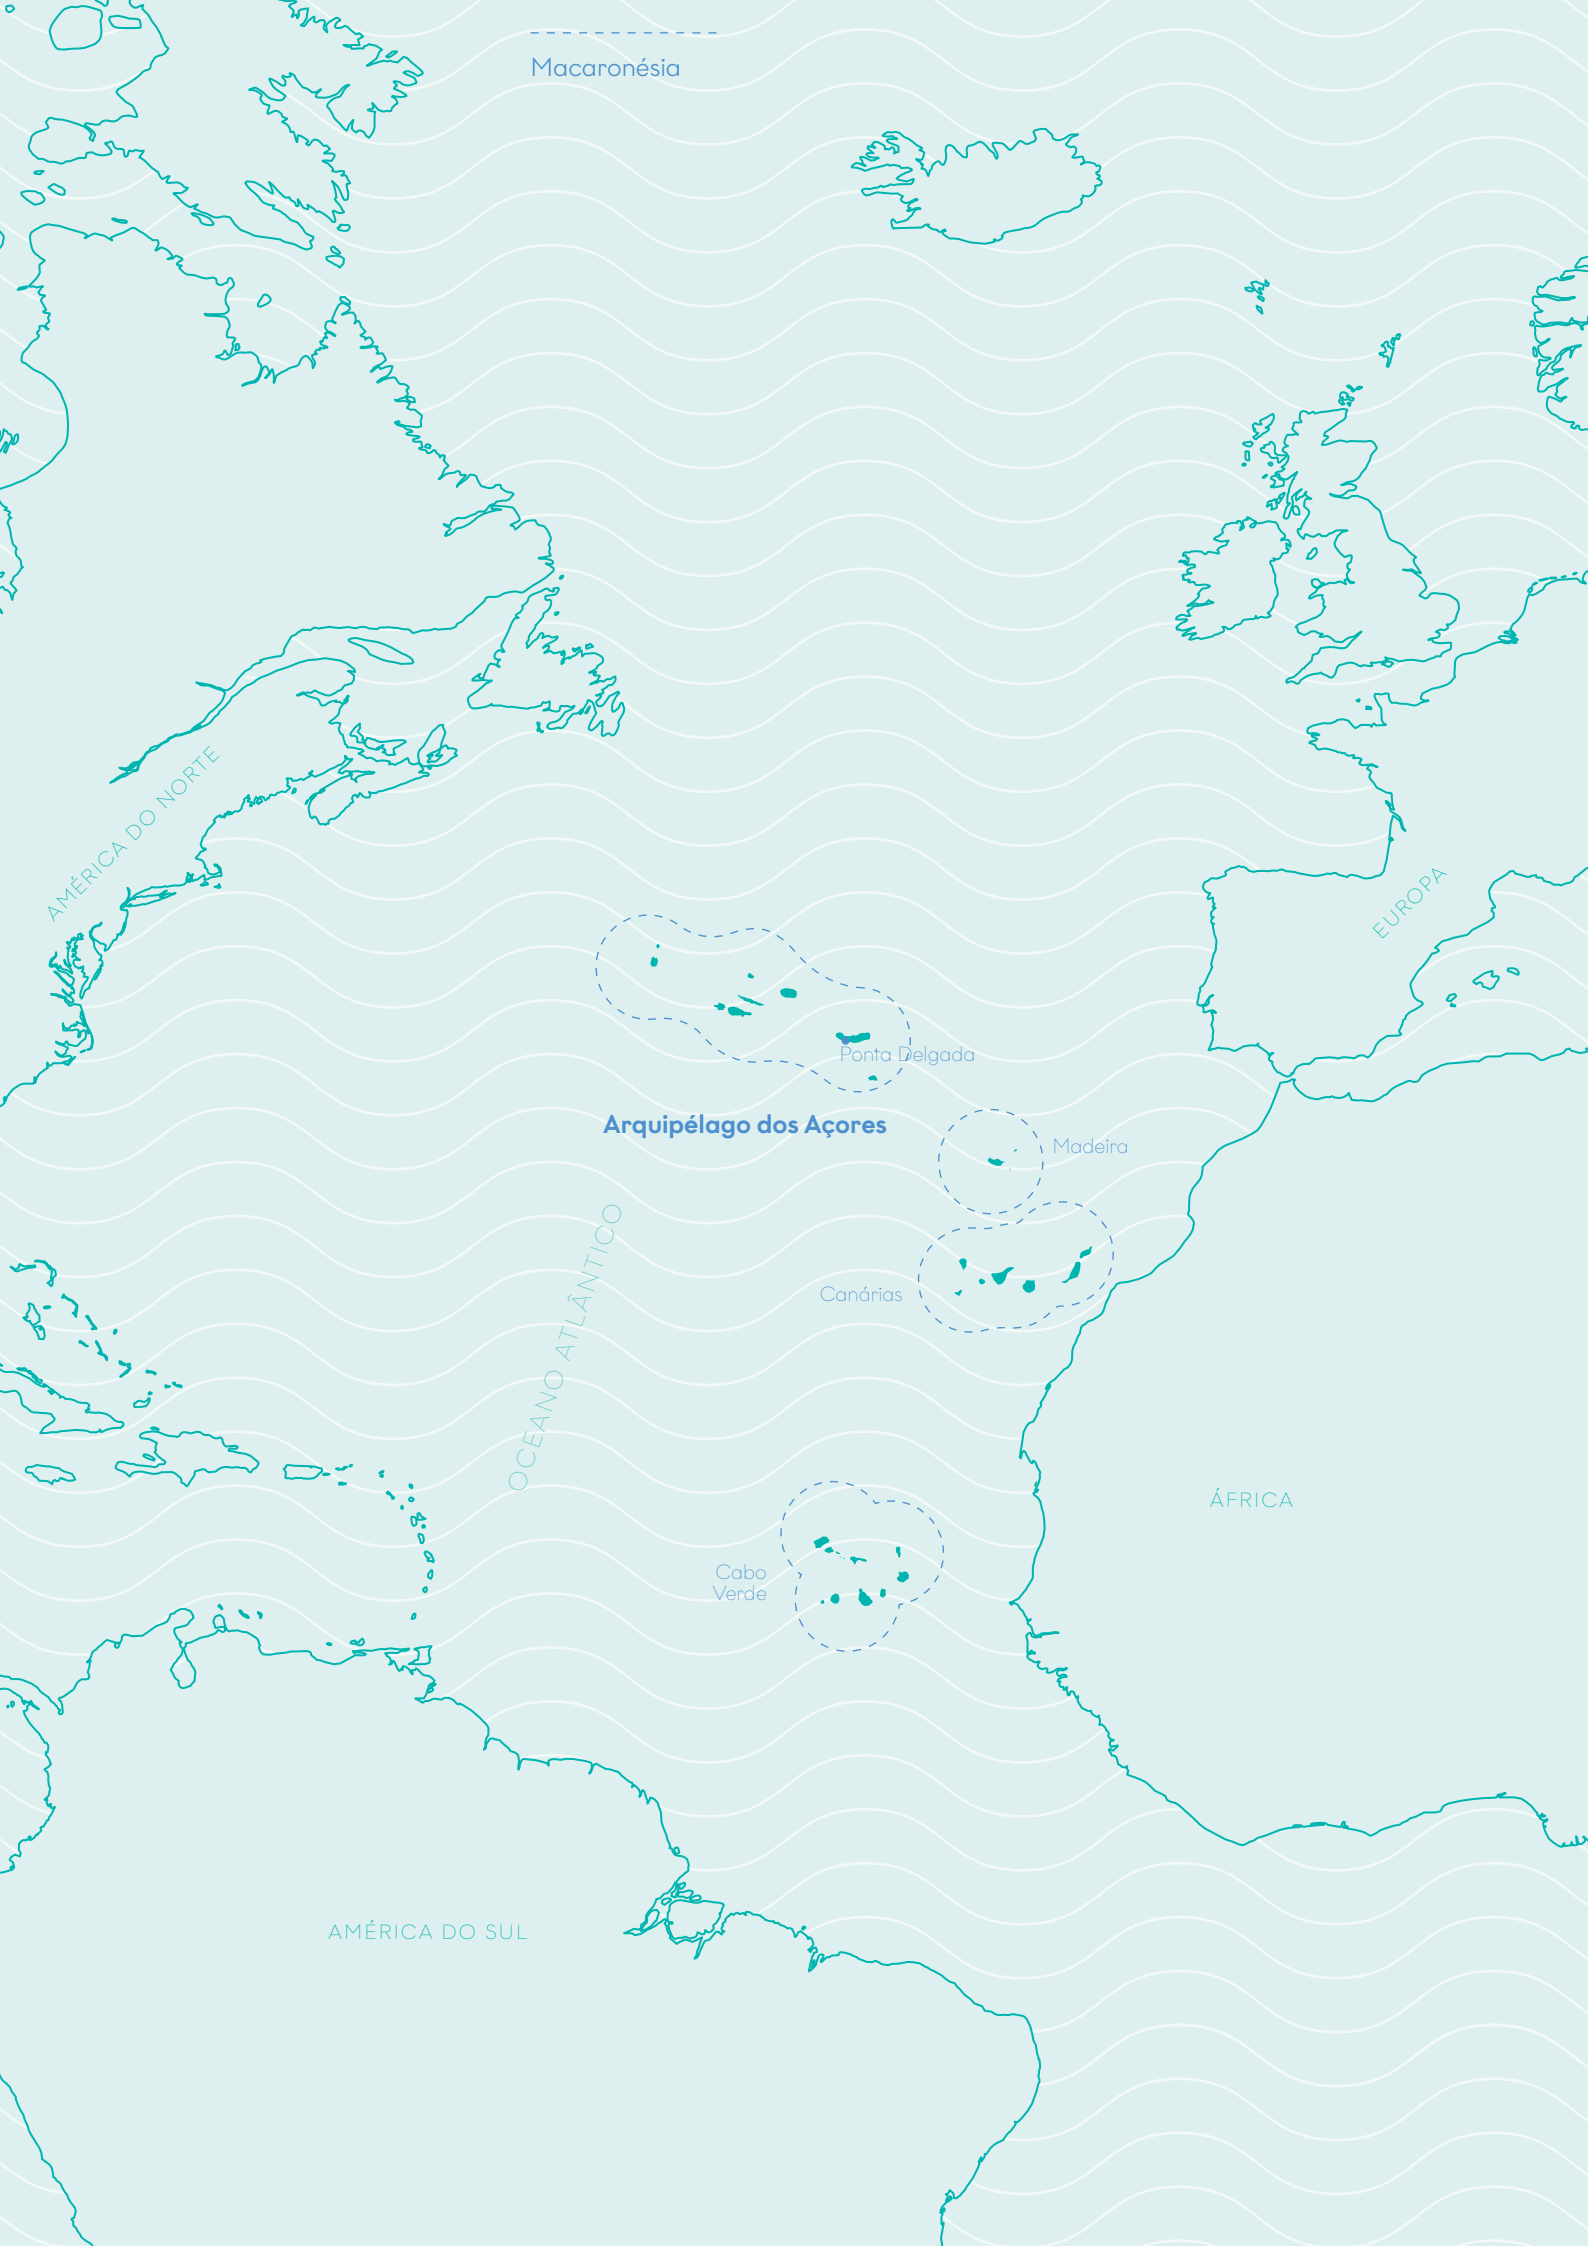 Macaronésia
AMÉRICA DO NORTE
EUROPA
Ponta Delgada
Arquipélago dos Açores
Madeira
OCEANO ATLÂNTICO
Canárias
ÁFRICA
Cabo
Verde
AMÉRICA DO SUL